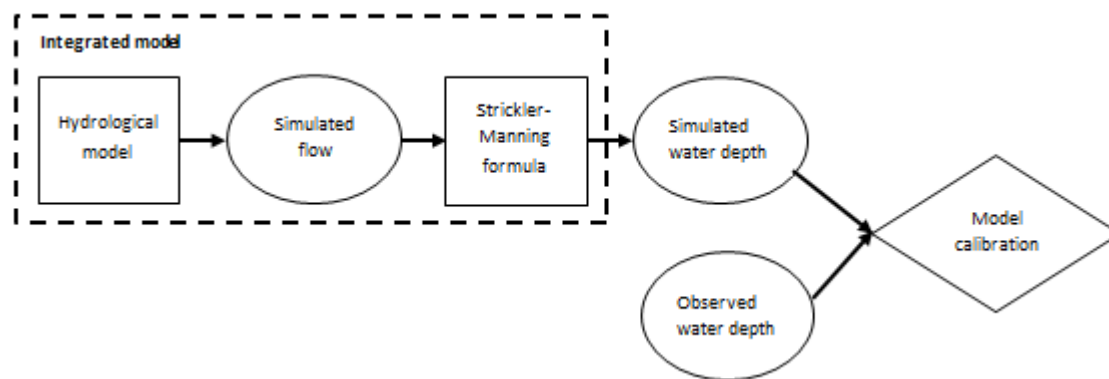 Integrated model
Hydrological
model
Simulated
flow
Strickler-
Manning
formula
Simulated
water depth
Observed
water depth
Model
calibration